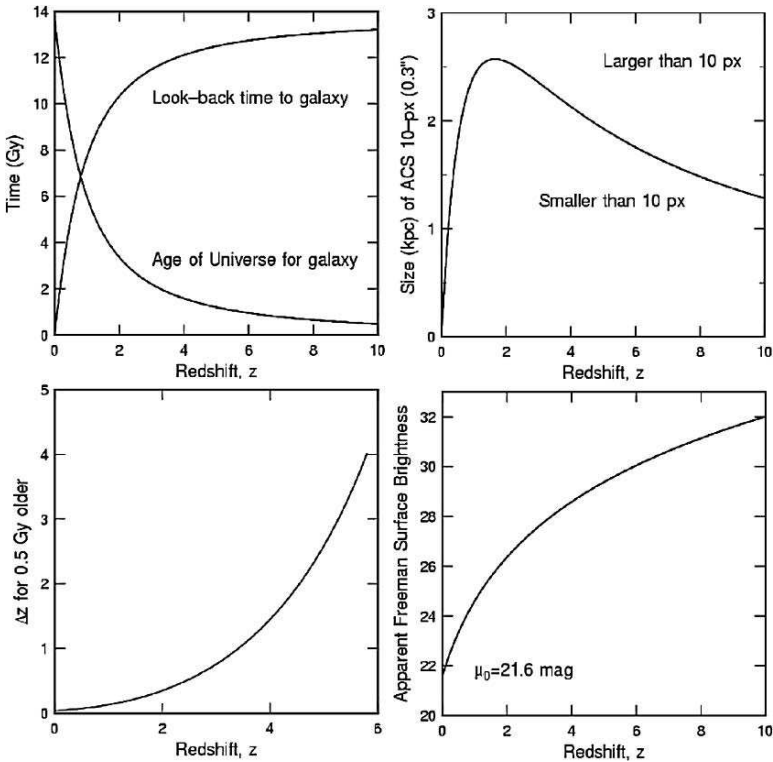 14
12
10
8
6
4
2
0
Time (Gy)
Look–back time to galaxy
Age of Universe for galaxy
0 2 4 6 8 10
Redshift, z
3
2
1
0
Size (kpc) of ACS 10–px (0.3")
Larger than 10 px
Smaller than 10 px
0 2 4 6 8 10
Redshift, z
5
4
3
2
1
0
Δz for 0.5 Gy older
0 2 4 6
Redshift, z
32
30
28
26
24
22
20
Apparent Freeman Surface Brightness
μ₀=21.6 mag
0 2 4 6 8 10
Redshift, z